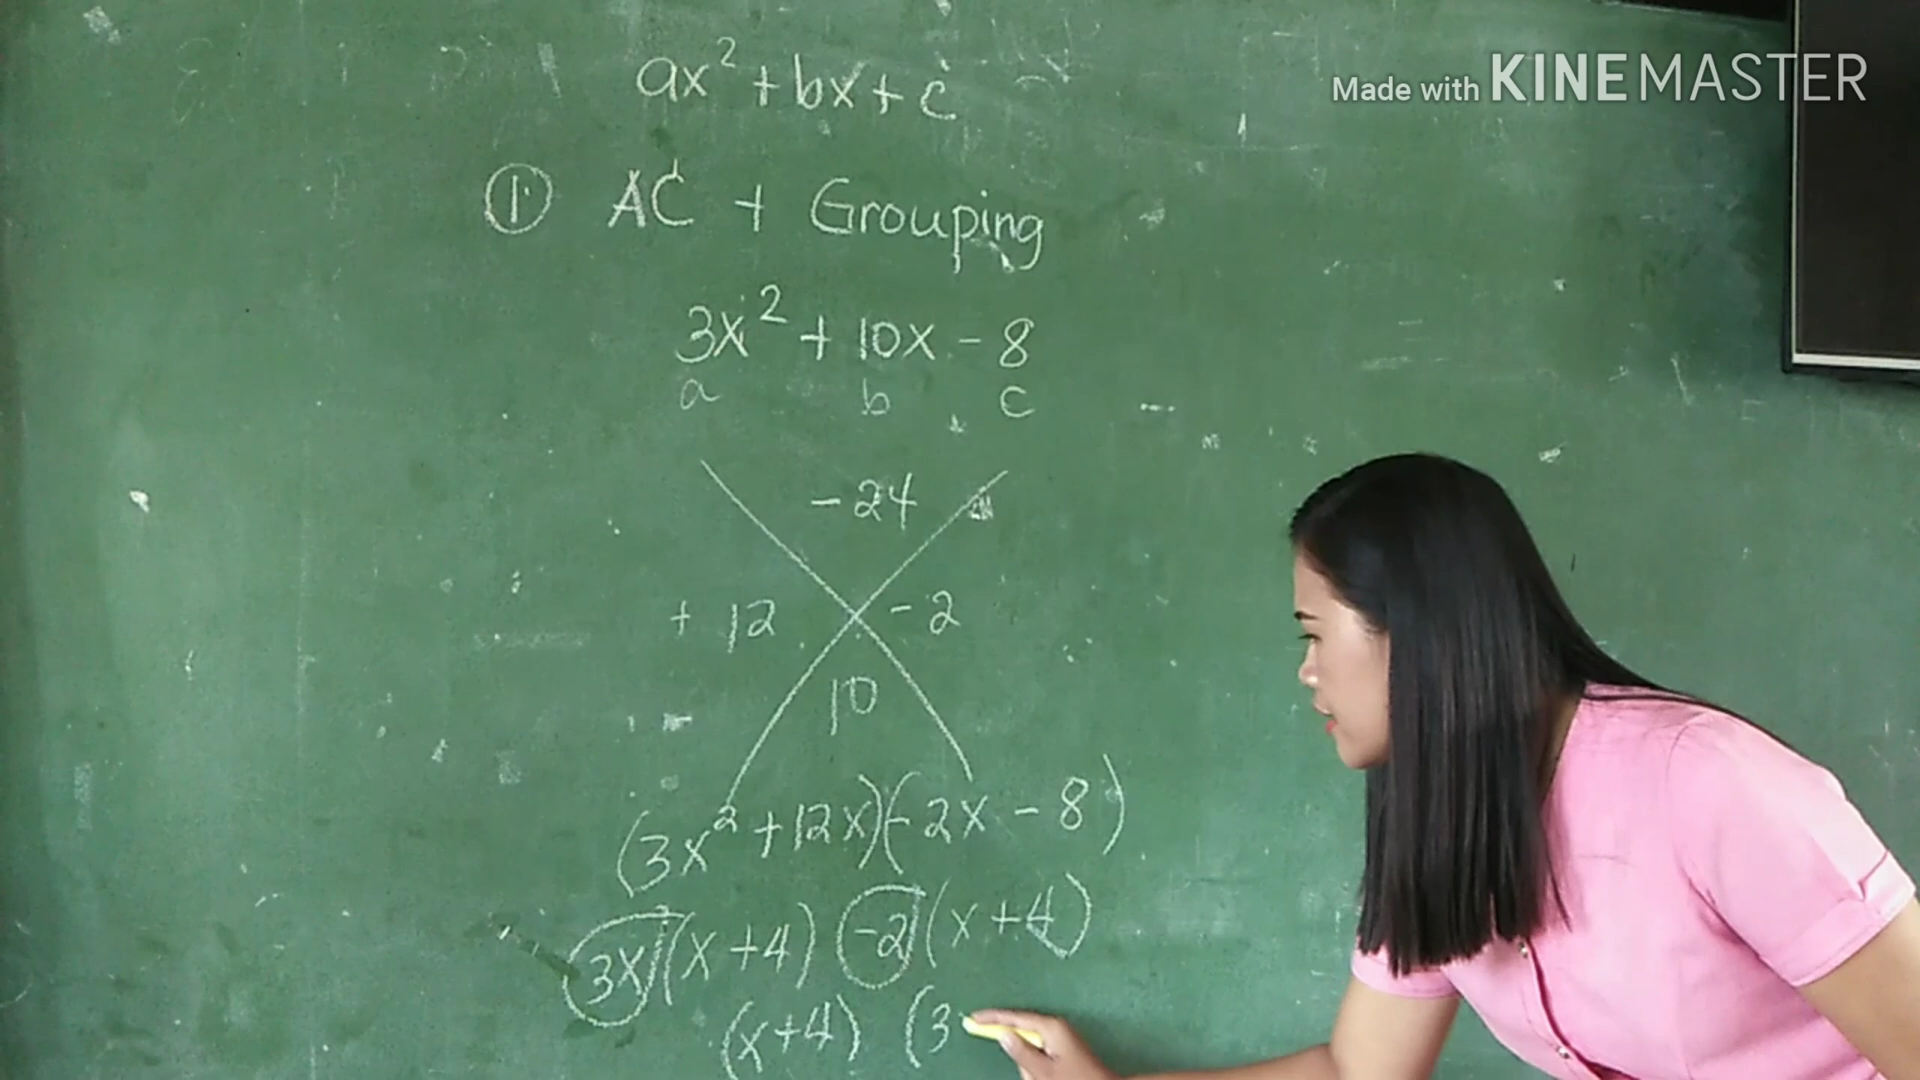 Made with KINEMASTER
ax² + bx + c
① AC + Grouping
3x² + 10x - 8
a b c
-24
+ 12 -2
10
(3x² + 12x)(-2x - 8)
3x(x + 4) -2(x + 4)
(x+4) (3